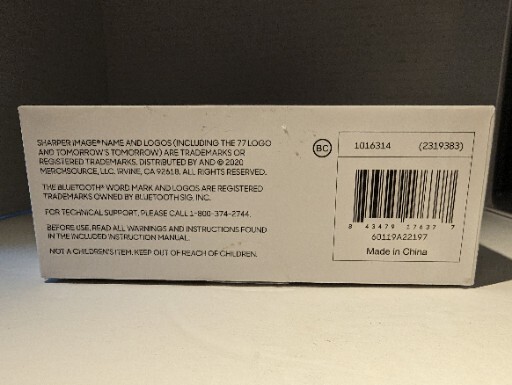 SHARPER IMAGE® NAME AND LOGOS (INCLUDING THE 77 LOGO
AND TOMORROW'S TOMORROW) ARE TRADEMARKS OR
REGISTERED TRADEMARKS. DISTRIBUTED BY AND © 2020
MERCHSOURCE, LLC, IRVINE, CA 92618. ALL RIGHTS RESERVED.
THE BLUETOOTH® WORD MARK AND LOGOS ARE REGISTERED
TRADEMARKS OWNED BY BLUETOOTH SIG, INC.
FOR TECHNICAL SUPPORT, PLEASE CALL 1-800-374-2744.
BEFORE USE, READ ALL WARNINGS AND INSTRUCTIONS FOUND
IN THE INCLUDED INSTRUCTION MANUAL.
NOT A CHILDREN'S ITEM. KEEP OUT OF REACH OF CHILDREN.
BC
1016314 (2319383)
60119A22197
Made in China